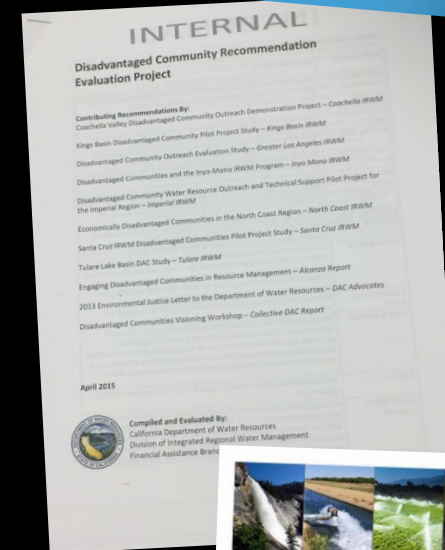 INTERNAL
Disadvantaged Community Recommendation
Evaluation Project
Contributing Recommendations By:
Coachella Valley Disadvantaged Community Outreach Demonstration Project – Coachella IRWM
Kings Basin Disadvantaged Community Pilot Project Study – Kings Basin IRWM
Disadvantaged Community Outreach Evaluation Study – Greater Los Angeles IRWM
Disadvantaged Communities and the Inyo-Mono IRWM Program – Inyo Mono IRWM
Disadvantaged Community Water Resource Outreach and Technical Support Pilot Project for
the Imperial Region – Imperial IRWM
Economically Disadvantaged Communities in the North Coast Region – North Coast IRWM
Santa Cruz IRWM Disadvantaged Communities Pilot Project Study – Santa Cruz IRWM
Tulare Lake Basin DAC Study – Tulare IRWM
Engaging Disadvantaged Communities in Resource Management – Alcanza Report
2013 Environmental Justice Letter to the Department of Water Resources – DAC Advocates
Disadvantaged Communities Visioning Workshop – Collective DAC Report
April 2015
Compiled and Evaluated By:
California Department of Water Resources
Division of Integrated Regional Water Management
Financial Assistance Branc